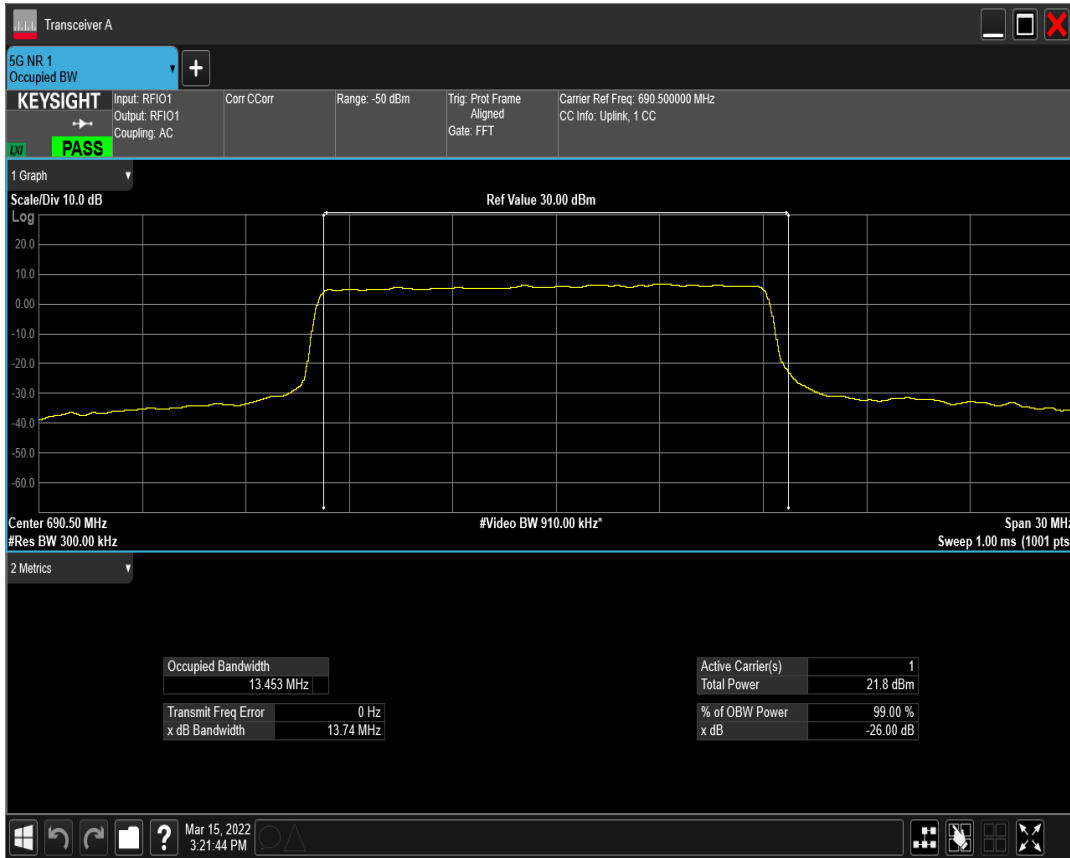 Transceiver A
5G NR 1
Occupied BW
KEYSIGHT
LXI
PASS
Input: RFIO1
Output: RFIO1
Coupling: AC
Corr CCorr
Range: -50 dBm
Trig: Prot Frame
Aligned
Gate: FFT
Carrier Ref Freq: 690.500000 MHz
CC Info: Uplink, 1 CC
1 Graph
Scale/Div 10.0 dB
Ref Value 30.00 dBm
Log
20.0
10.0
0.00
-10.0
-20.0
-30.0
-40.0
-50.0
-60.0
Center 690.50 MHz
#Video BW 910.00 kHz*
Span 30 MHz
#Res BW 300.00 kHz
Sweep 1.00 ms (1001 pts
2 Metrics
Occupied Bandwidth
13.453 MHz
Transmit Freq Error 0 Hz
x dB Bandwidth 13.74 MHz
Active Carrier(s) 1
Total Power 21.8 dBm
% of OBW Power 99.00 %
x dB -26.00 dB
?
Mar 15, 2022
3:21:44 PM